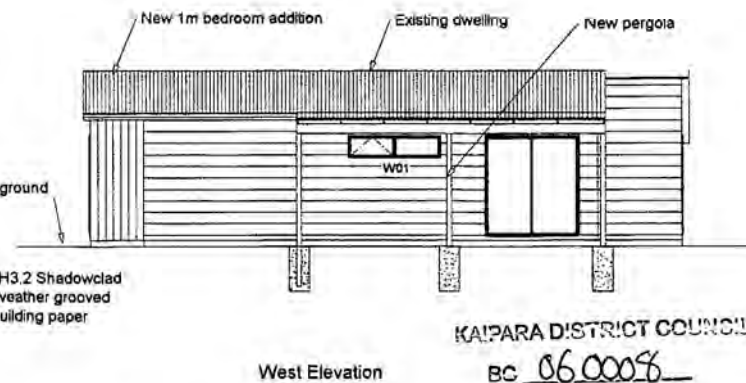 New 1m bedroom addition
Existing dwelling
New pergola
W01
ground
H3.2 Shadowclad
weather grooved
uilding paper
KAIPARA DISTRICT COUNCIL
West Elevation
BC 060008